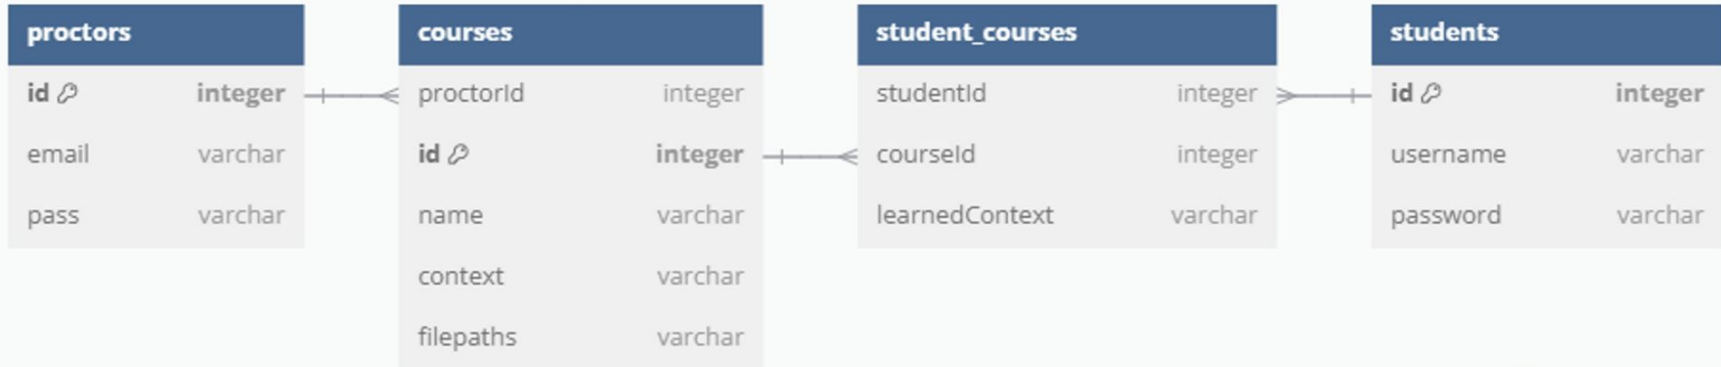 proctors
id integer
email varchar
pass varchar
courses
proctorId integer
id integer
name varchar
context varchar
filepaths varchar
student_courses
studentId integer
courseId integer
learnedContext varchar
students
id integer
username varchar
password varchar